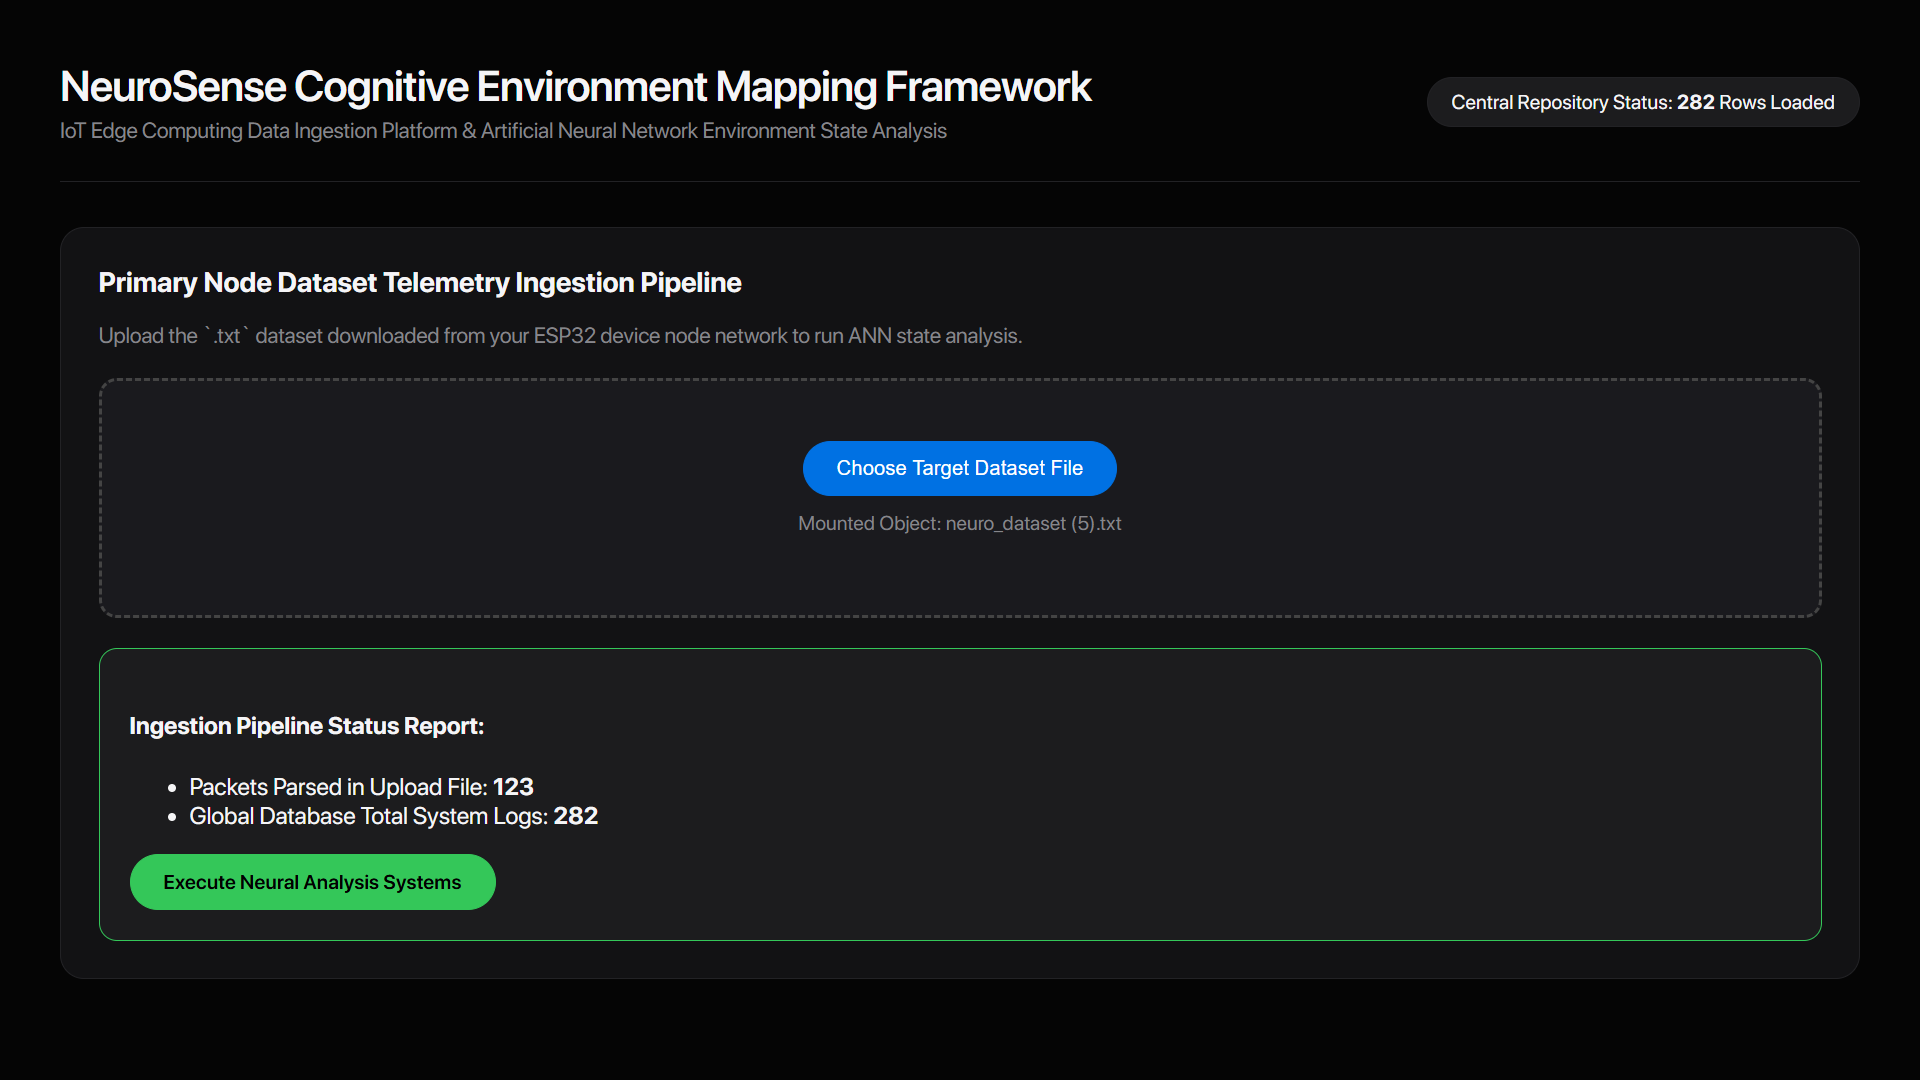 NeuroSense Cognitive Environment Mapping Framework
IoT Edge Computing Data Ingestion Platform & Artificial Neural Network Environment State Analysis
Central Repository Status: 282 Rows Loaded
Primary Node Dataset Telemetry Ingestion Pipeline
Upload the `.txt` dataset downloaded from your ESP32 device node network to run ANN state analysis.
Choose Target Dataset File
Mounted Object: neuro_dataset (5).txt
Ingestion Pipeline Status Report:
• Packets Parsed in Upload File: 123
• Global Database Total System Logs: 282
Execute Neural Analysis Systems